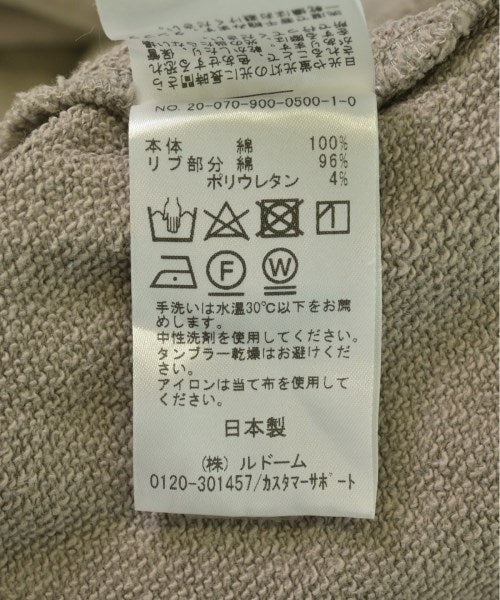 NO. 20-070-900-0500-1-0
本体 綿 100%
リブ部分 綿 96%
ポリウレタン 4%
F
W
手洗いは水温30℃以下をお薦
めします。
中性洗剤を使用してください。
タンブラー乾燥はお避けくだ
さい。
アイロンは当て布を使用して
ください。
日本製
(株) ルドーム
0120-301457/カスタマーサポート